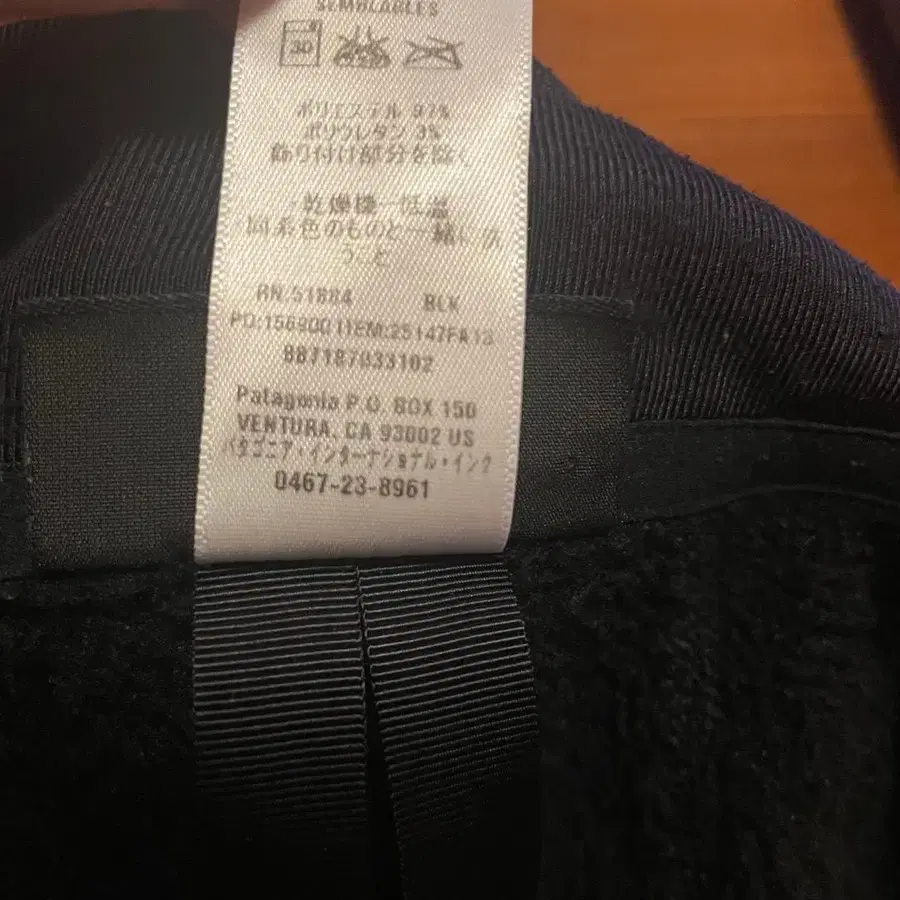 SEMBLABLES
30
ポリエステル 97%
ポリウレタン 3%
飾り付け部分を除く
乾燥機－低温
同系色のものと一緒に洗
うこと
RN:51884 BLK
PO:1569001 ITEM:25147FA13
887187033102
Patagonia P.O. BOX 150
VENTURA, CA 93002 US
パタゴニア・インターナショナル・インク
0467-23-8961